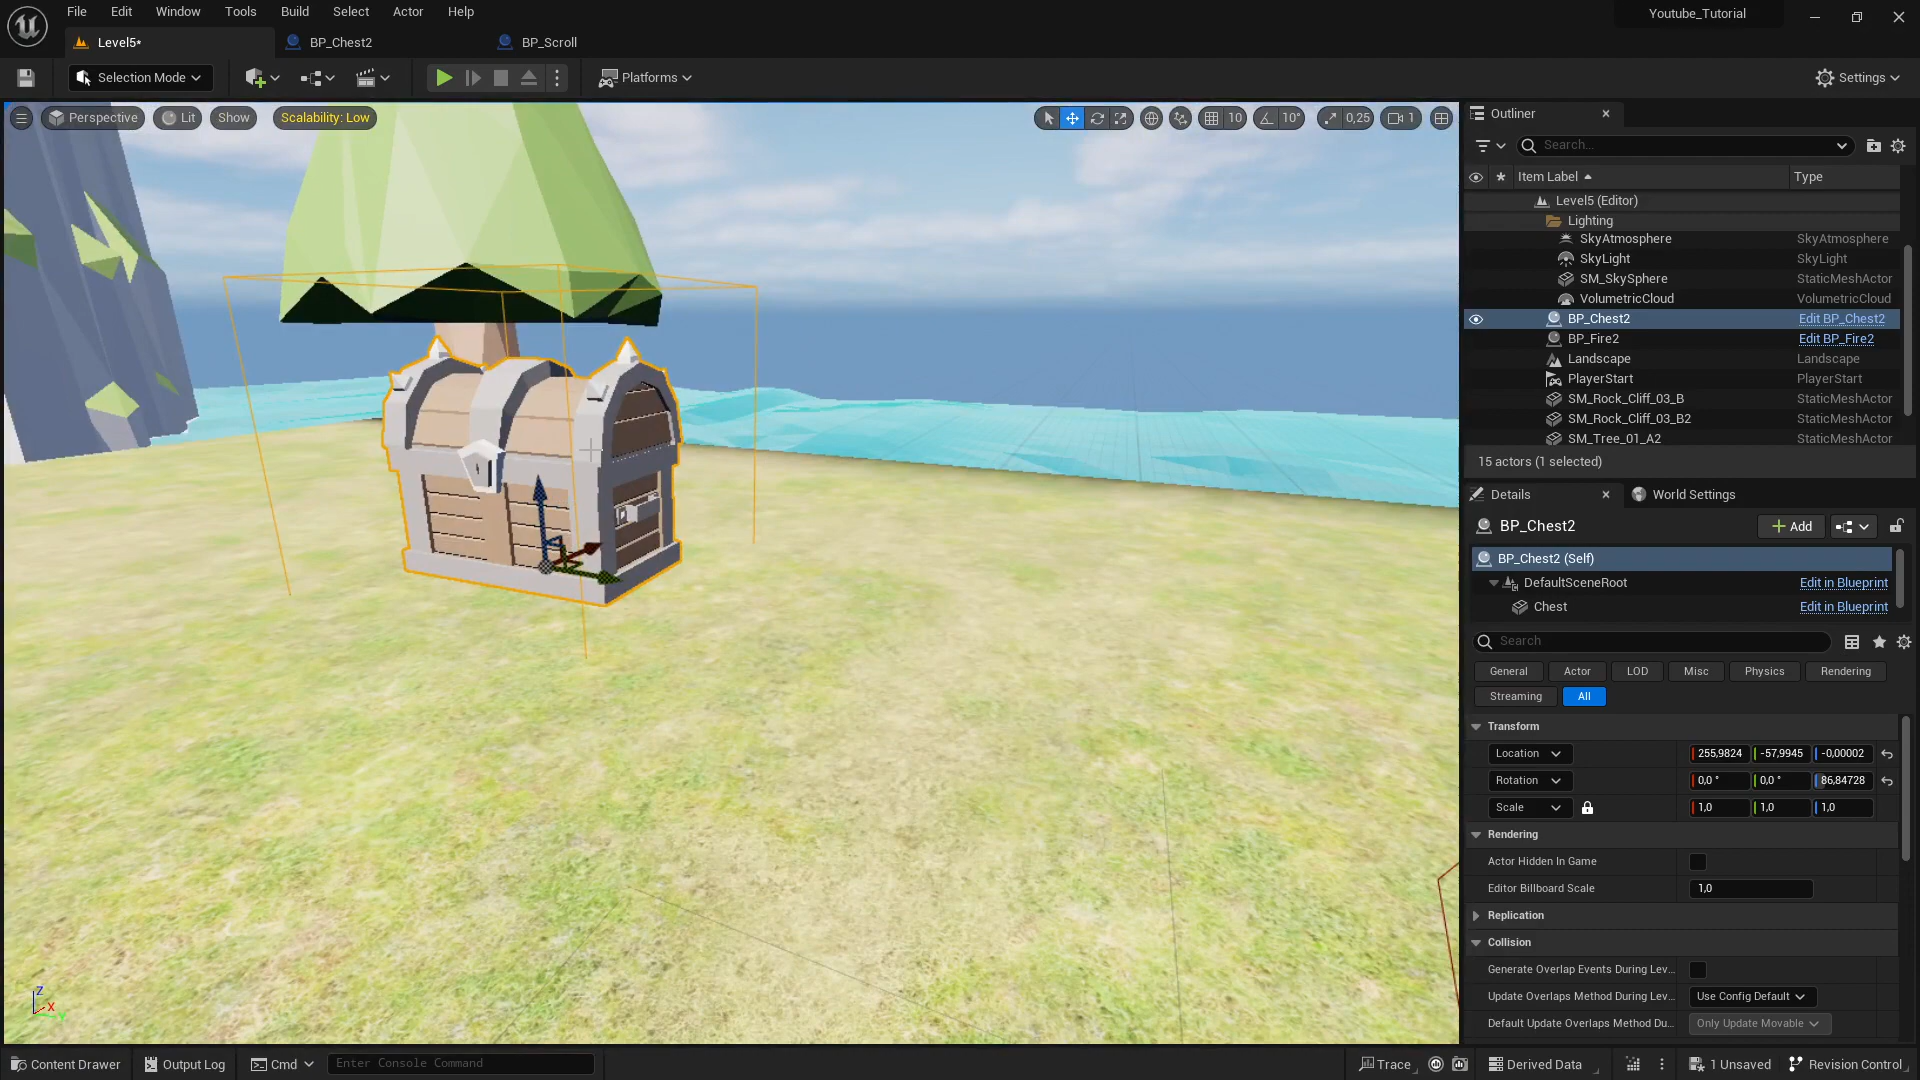 File Edit Window Tools Build Select Actor Help
Youtube_Tutorial
Level5* BP_Chest2 BP_Scroll
Selection Mode Platforms Settings
Perspective Lit Show Scalability: Low 10 10° 0,25 1
Outliner
Search...
Item Label Type
Level5 (Editor)
Lighting
SkyAtmosphere SkyAtmosphere
SkyLight SkyLight
SM_SkySphere StaticMeshActor
VolumetricCloud VolumetricCloud
BP_Chest2 Edit BP_Chest2
BP_Fire2 Edit BP_Fire2
Landscape Landscape
PlayerStart PlayerStart
SM_Rock_Cliff_03_B StaticMeshActor
SM_Rock_Cliff_03_B2 StaticMeshActor
SM_Tree_01_A2 StaticMeshActor
15 actors (1 selected)
Details World Settings
BP_Chest2 Add
BP_Chest2 (Self)
DefaultSceneRoot Edit in Blueprint
Chest Edit in Blueprint
Search
General Actor LOD Misc Physics Rendering
Streaming All
Transform
Location 255,9824 -57,9945 -0,00002
Rotation 0,0 ° 0,0 ° 86,84728
Scale 1,0 1,0 1,0
Rendering
Actor Hidden In Game
Editor Billboard Scale 1,0
Replication
Collision
Generate Overlap Events During Lev...
Update Overlaps Method During Lev... Use Config Default
Default Update Overlaps Method Du... Only Update Movable
Z
X
Y
Content Drawer Output Log Cmd Enter Console Command Trace Derived Data 1 Unsaved Revision Control